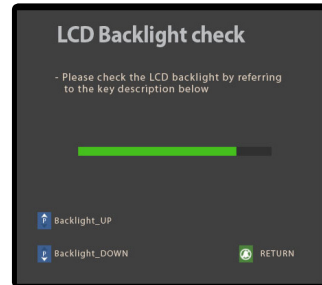 LCD Backlight check
- Please check the LCD backlight by referring
to the key description below
P Backlight_UP
P Backlight_DOWN RETURN